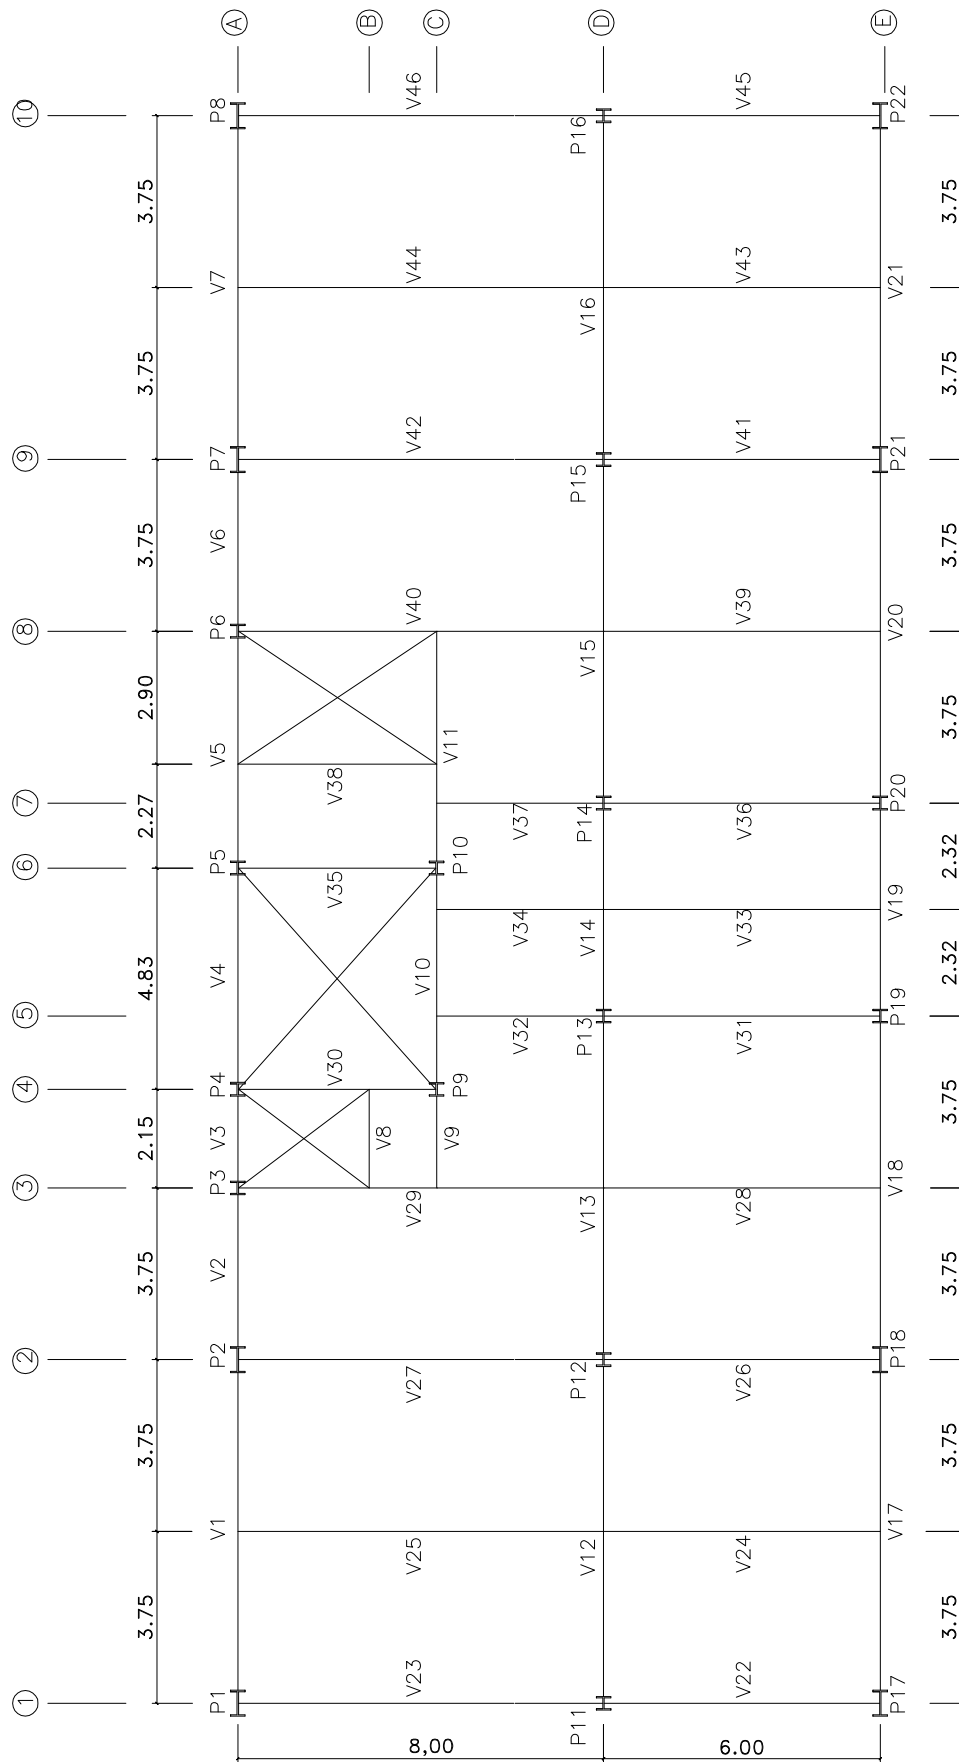 1 2 3 4 5 6 7 8 9 10
3.75 3.75 3.75 2.15 4.83 2.27 2.90 3.75 3.75 3.75
P1 V1 P2 V2 P3 V3 P4 V4 P5 V5 P6 V6 P7 V7 P8 A
V30 V35 V38
V8 B
8,00 V23 V25 V27 V29 V40 V42 V44 V46
V10 C
V9 P9 P10 V11
V32 V34 V37
P11 V12 P12 V13 P13 V14 P14 V15 P15 V16 P16 D
6.00 V22 V24 V26 V28 V31 V33 V36 V39 V41 V43 V45
P17 V17 P18 V18 P19 V19 P20 V20 P21 V21 P22 E
3.75 3.75 3.75 3.75 2.32 2.32 3.75 3.75 3.75 3.75